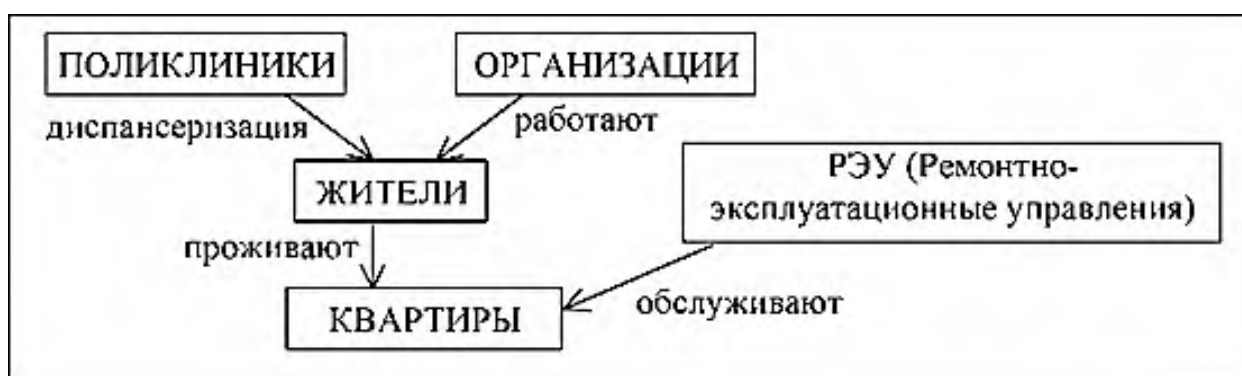 ПОЛИКЛИНИКИ
ОРГАНИЗАЦИИ
диспансеризация
работают
ЖИТЕЛИ
РЭУ (Ремонтно-
эксплуатационные управления)
проживают
КВАРТИРЫ
обслуживают